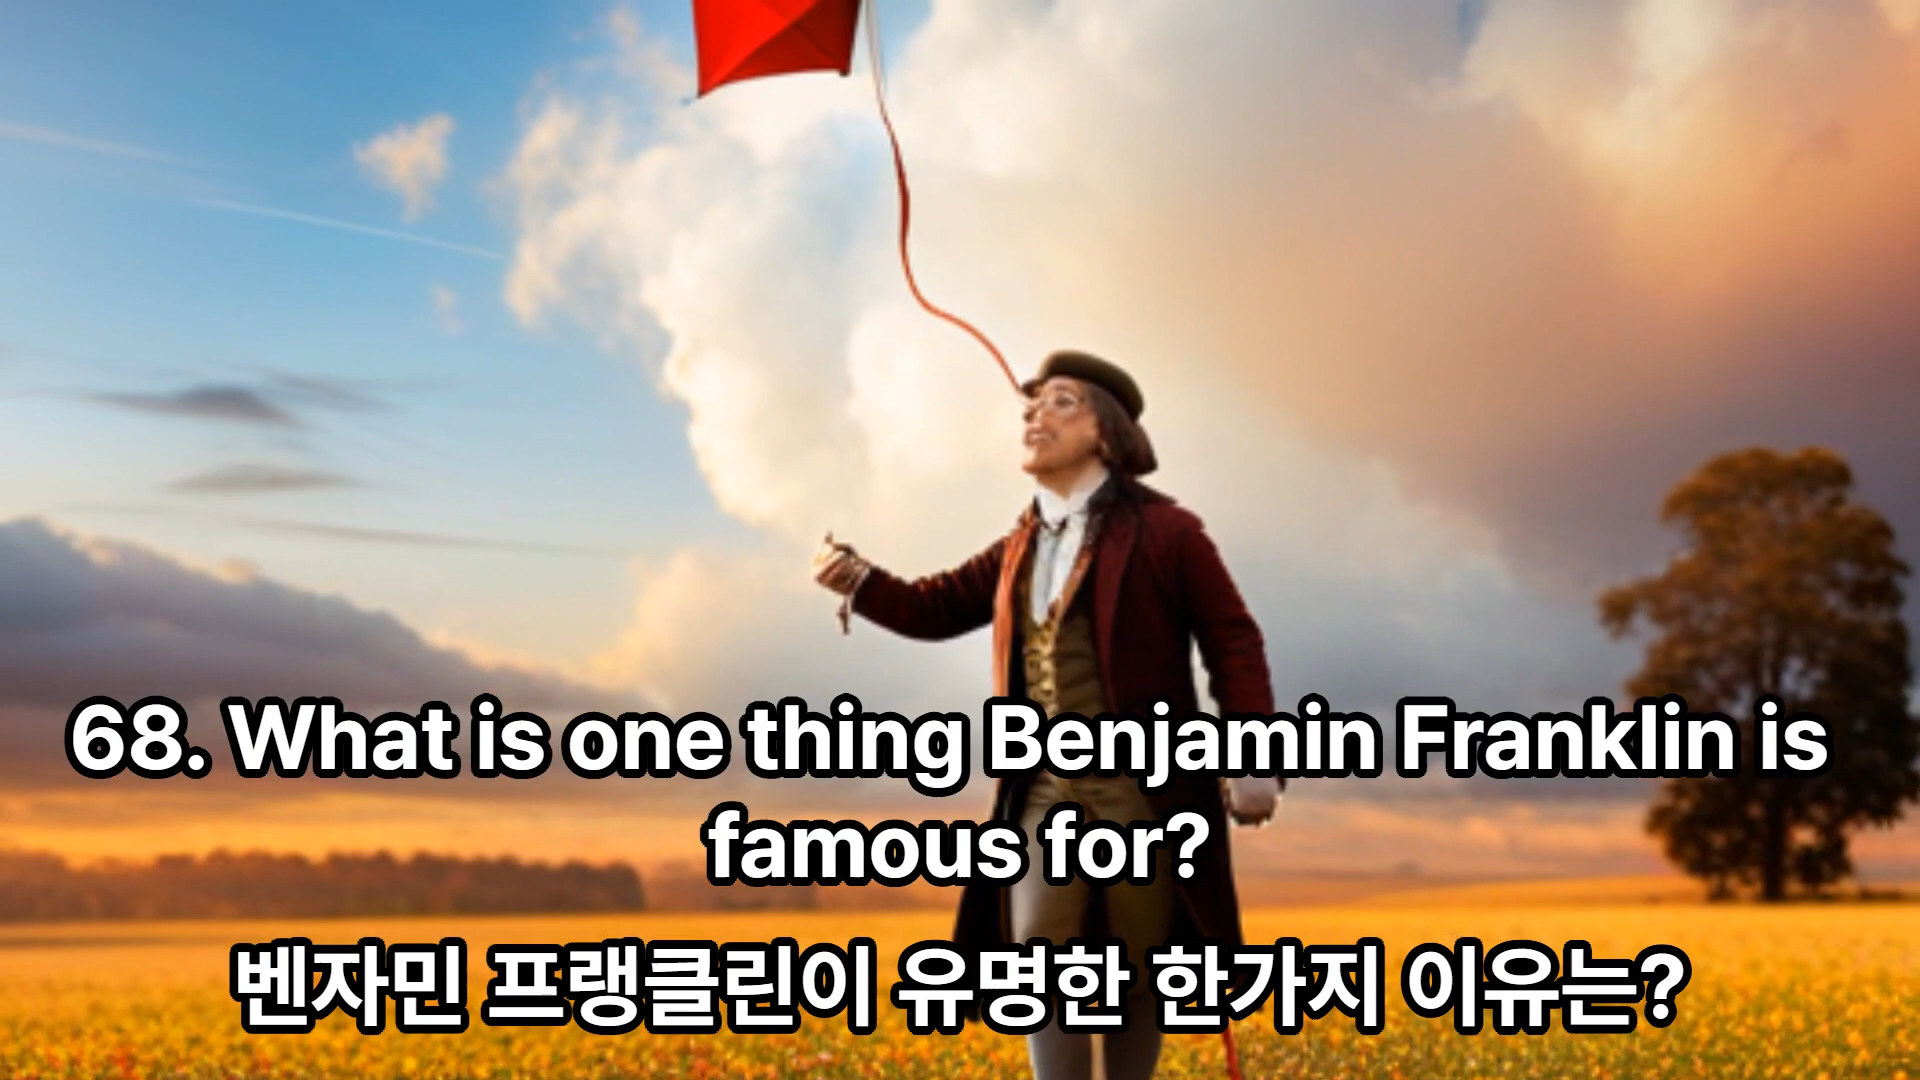 68. What is one thing Benjamin Franklin is
famous for?
벤자민 프랭클린이 유명한 한가지 이유는?